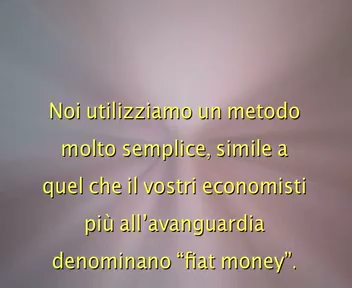 Noi utilizziamo un metodo
molto semplice, simile a
quel che il vostri economisti
più all'avanguardia
denominano “fiat money”.